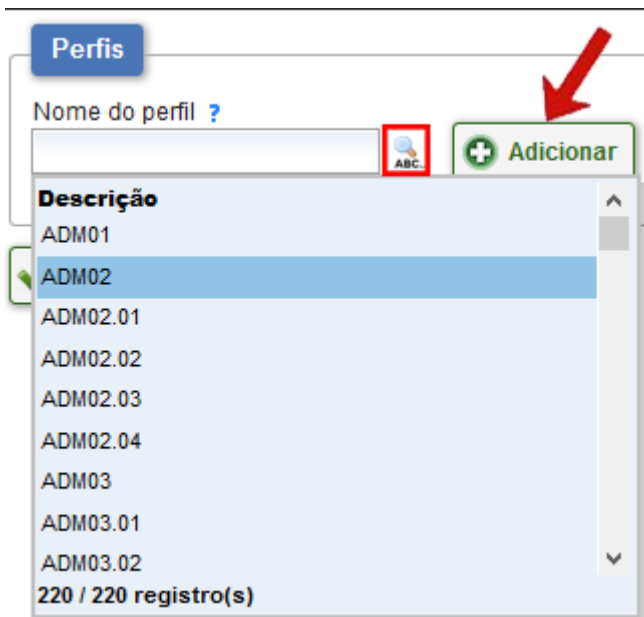 Perfis
Nome do perfil ?
ABC..
Adicionar
Descrição
ADM01
ADM02
ADM02.01
ADM02.02
ADM02.03
ADM02.04
ADM03
ADM03.01
ADM03.02
220 / 220 registro(s)